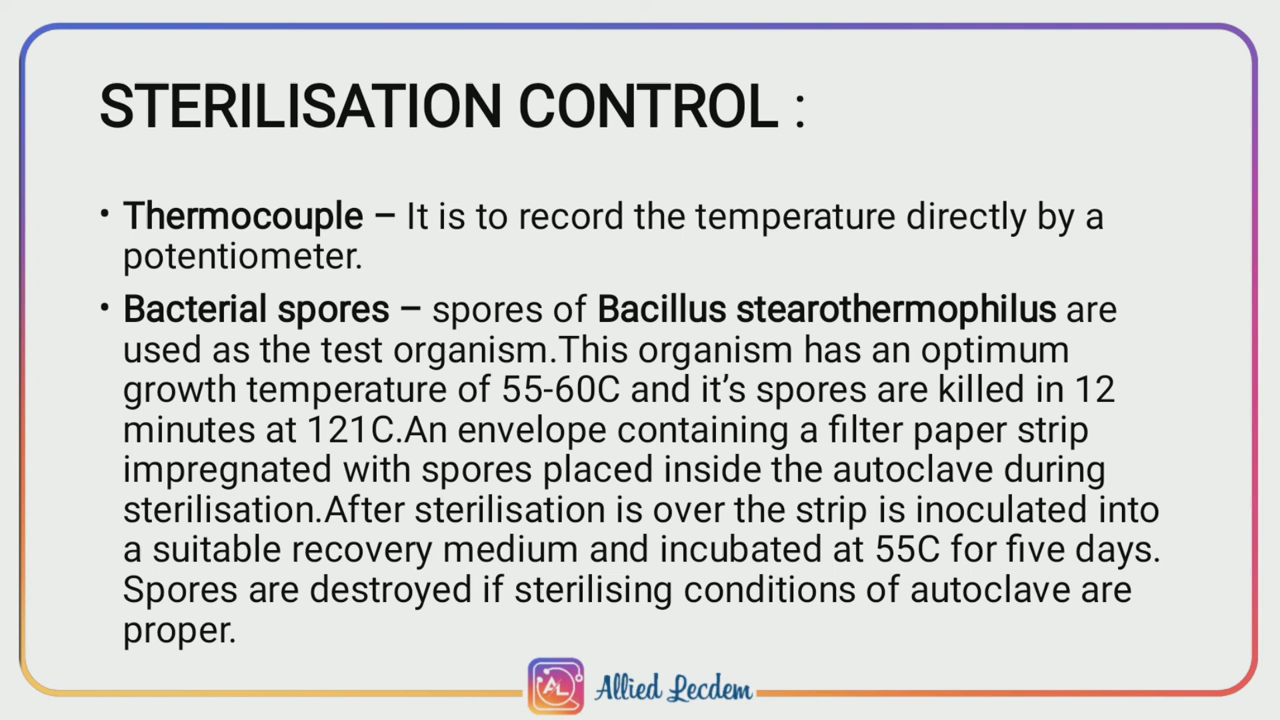 STERILISATION CONTROL :
• Thermocouple – It is to record the temperature directly by a
potentiometer.
• Bacterial spores – spores of Bacillus stearothermophilus are
used as the test organism.This organism has an optimum
growth temperature of 55-60C and it’s spores are killed in 12
minutes at 121C.An envelope containing a filter paper strip
impregnated with spores placed inside the autoclave during
sterilisation.After sterilisation is over the strip is inoculated into
a suitable recovery medium and incubated at 55C for five days.
Spores are destroyed if sterilising conditions of autoclave are
proper.
AL Allied Lecdem